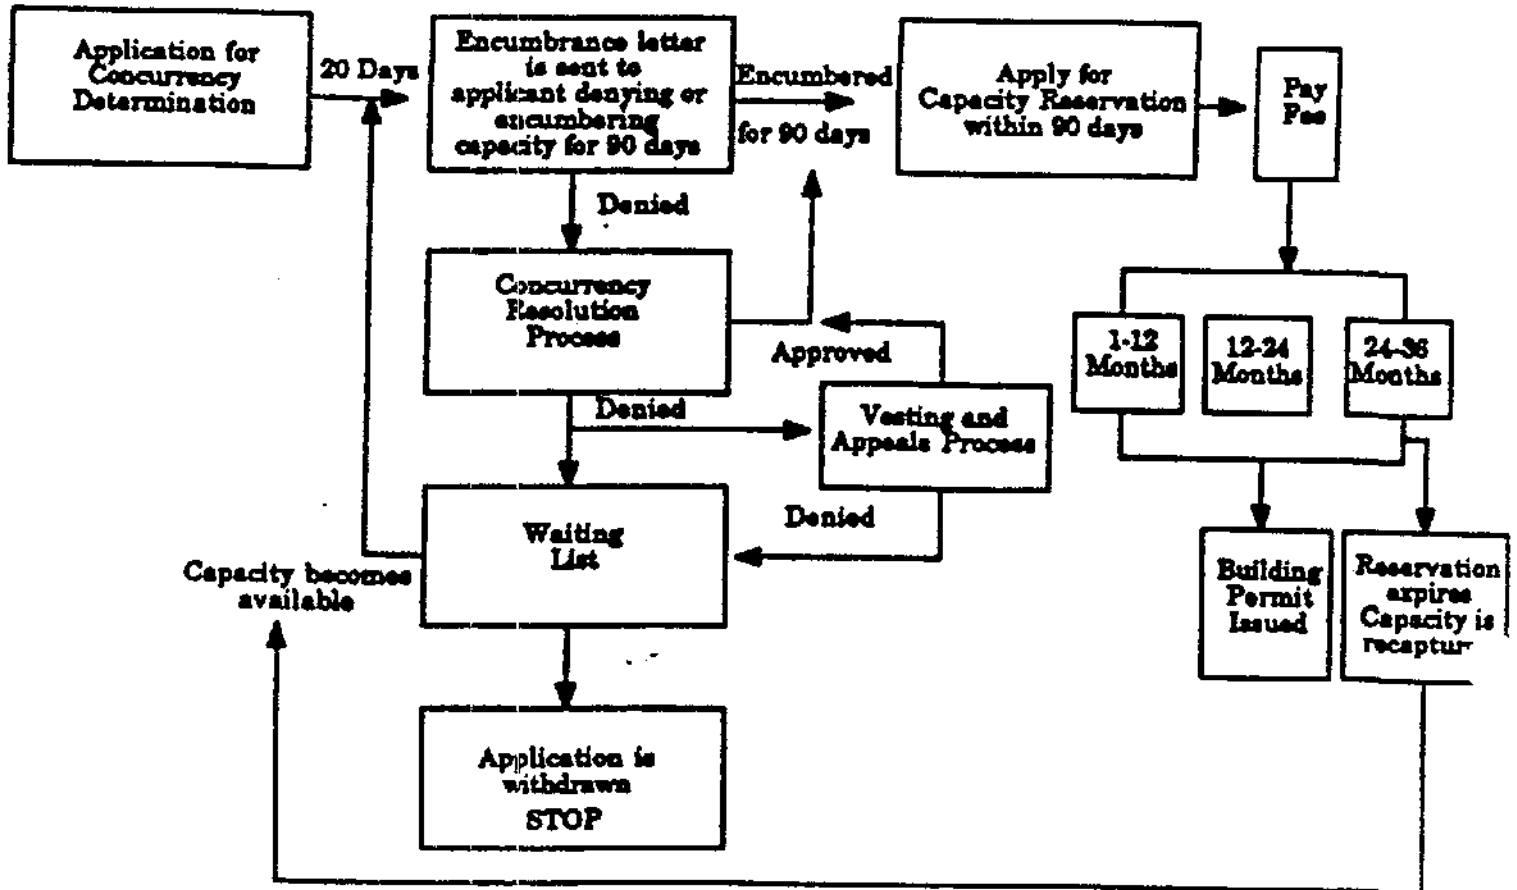 Application for
Concurrency
Determination
20 Days
Encumbrance letter
is sent to
applicant denying or
encumbering
capacity for 90 days
Encumbered
for 90 days
Apply for
Capacity Reservation
within 90 days
Pay
Fee
Denied
Concurrency
Resolution
Process
Approved
Denied
Vesting and
Appeals Process
1-12
Months
12-24
Months
24-36
Months
Waiting
List
Denied
Capacity becomes
available
Building
Permit
Issued
Reservation
expires
Capacity is
recaptur
Application is
withdrawn
STOP